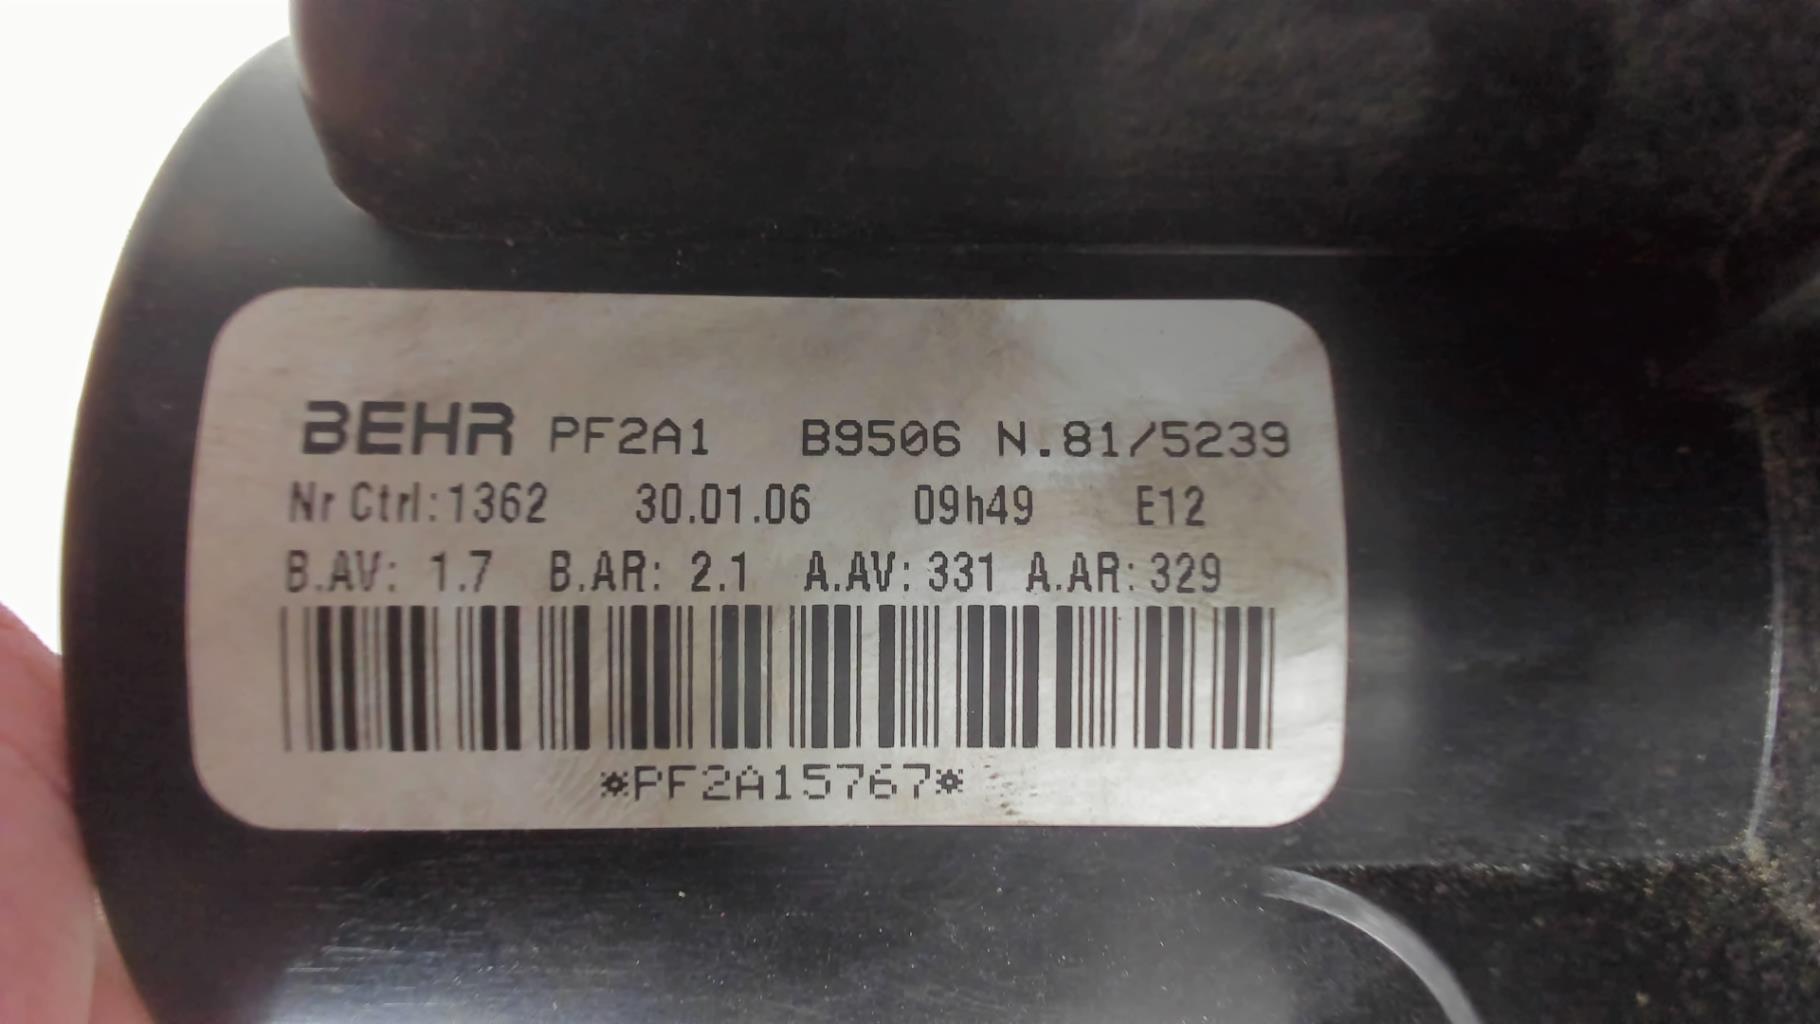 BEHR PF2A1 B9506 N.81/5239
Nr Ctrl:1362 30.01.06 09h49 E12
B.AV: 1.7 B.AR: 2.1 A.AV: 331 A.AR: 329
*PF2A15767*